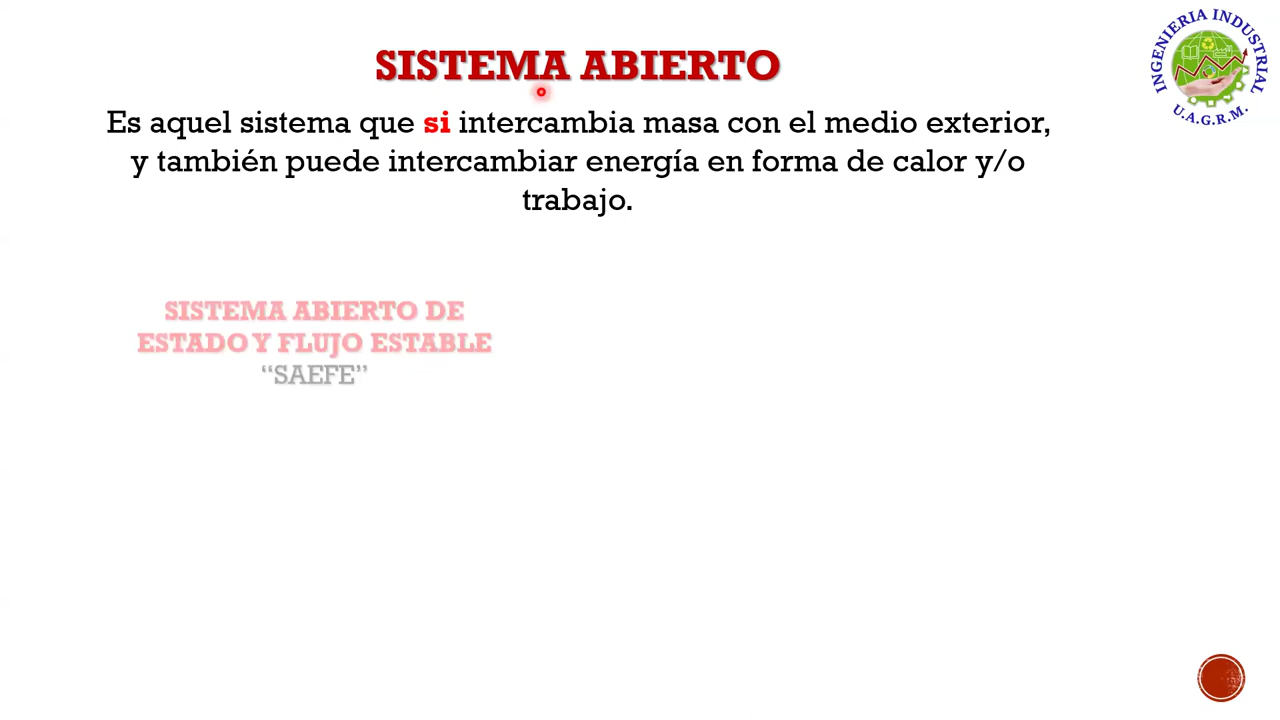 SISTEMA ABIERTO
Es aquel sistema que si intercambia masa con el medio exterior,
y también puede intercambiar energía en forma de calor y/o
trabajo.
SISTEMA ABIERTO DE
ESTADO Y FLUJO ESTABLE
“SAEFE”
INGENIERIA INDUSTRIAL
U.A.G.R.M.